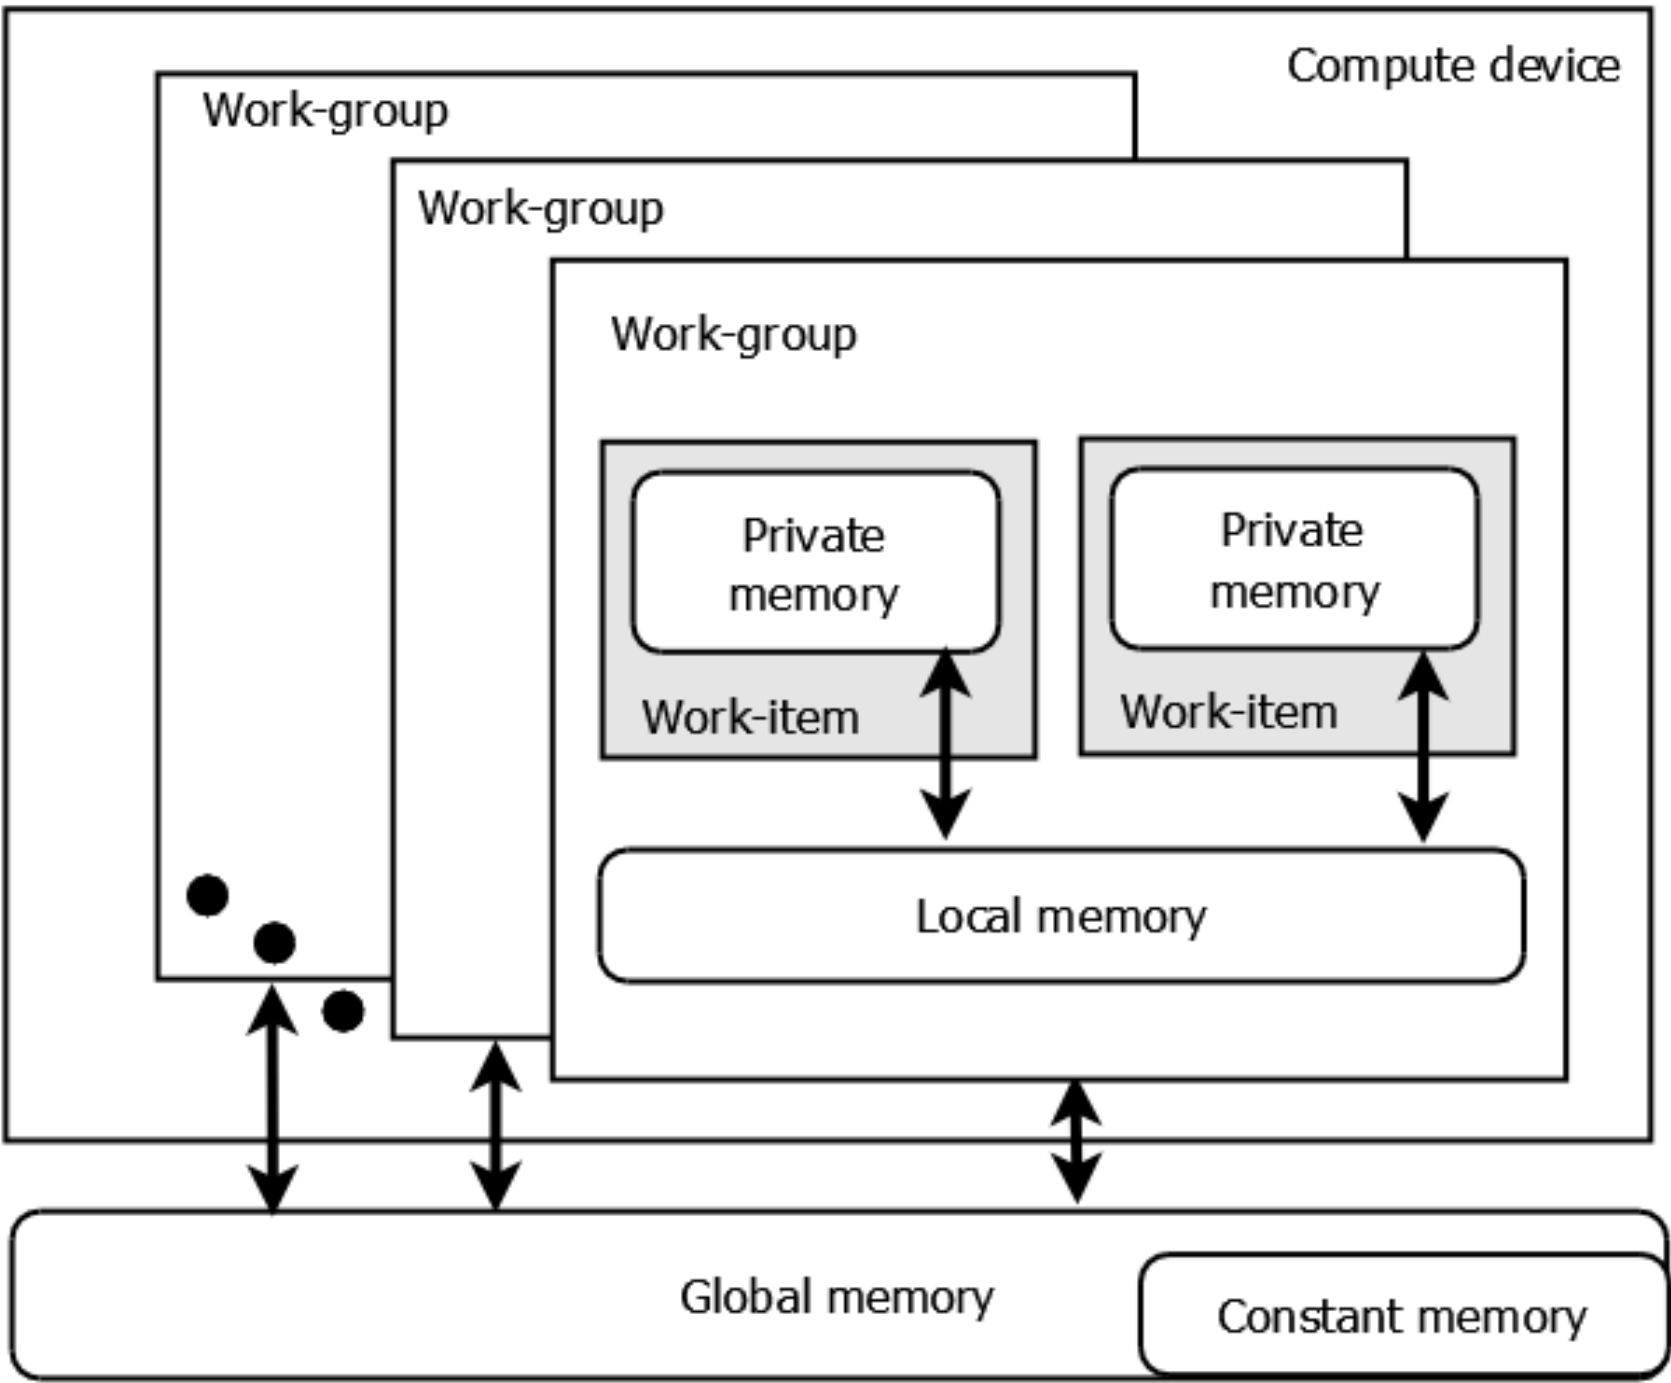 Compute device
Work-group
Work-group
Work-group
Private
memory
Work-item
Private
memory
Work-item
Local memory
Global memory
Constant memory